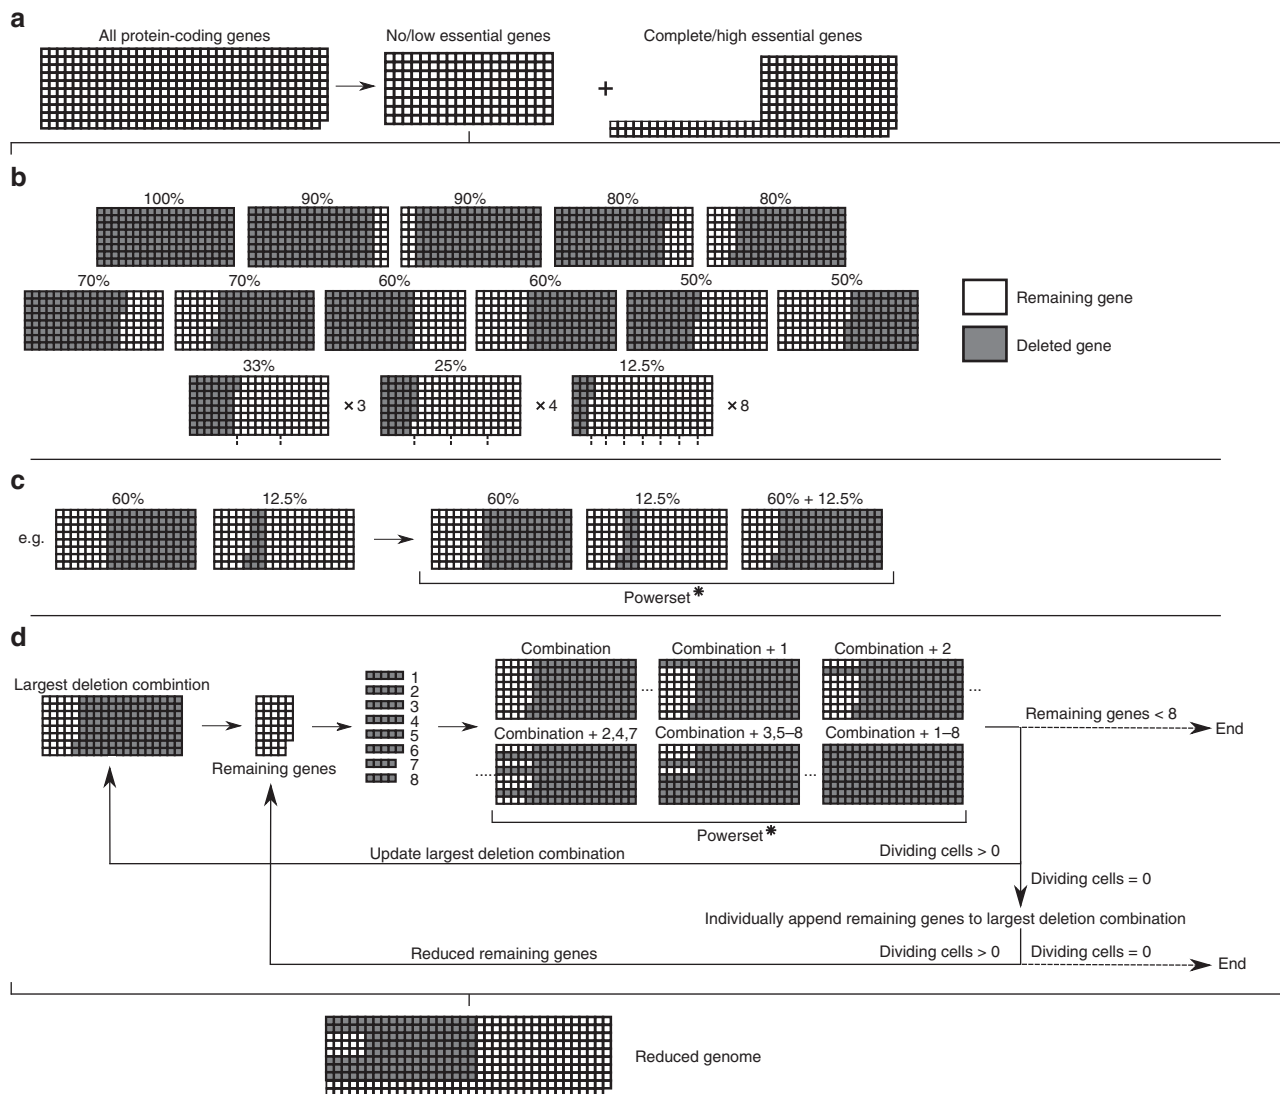 a
All protein-coding genes
No/low essential genes
Complete/high essential genes
+
b
100%
90%
90%
80%
80%
70%
70%
60%
60%
50%
50%
Remaining gene
Deleted gene
33%
25%
12.5%
× 3
× 4
× 8
c
60%
12.5%
60%
12.5%
60% + 12.5%
e.g.
Powerset*
d
Largest deletion combintion
Remaining genes
1
2
3
4
5
6
7
8
Combination
Combination + 1
Combination + 2
...
...
Combination + 2,4,7
Combination + 3,5–8
Combination + 1–8
.....
...
Powerset*
Remaining genes < 8
End
Update largest deletion combination
Dividing cells > 0
Dividing cells = 0
Individually append remaining genes to largest deletion combination
Reduced remaining genes
Dividing cells > 0
Dividing cells = 0
End
Reduced genome